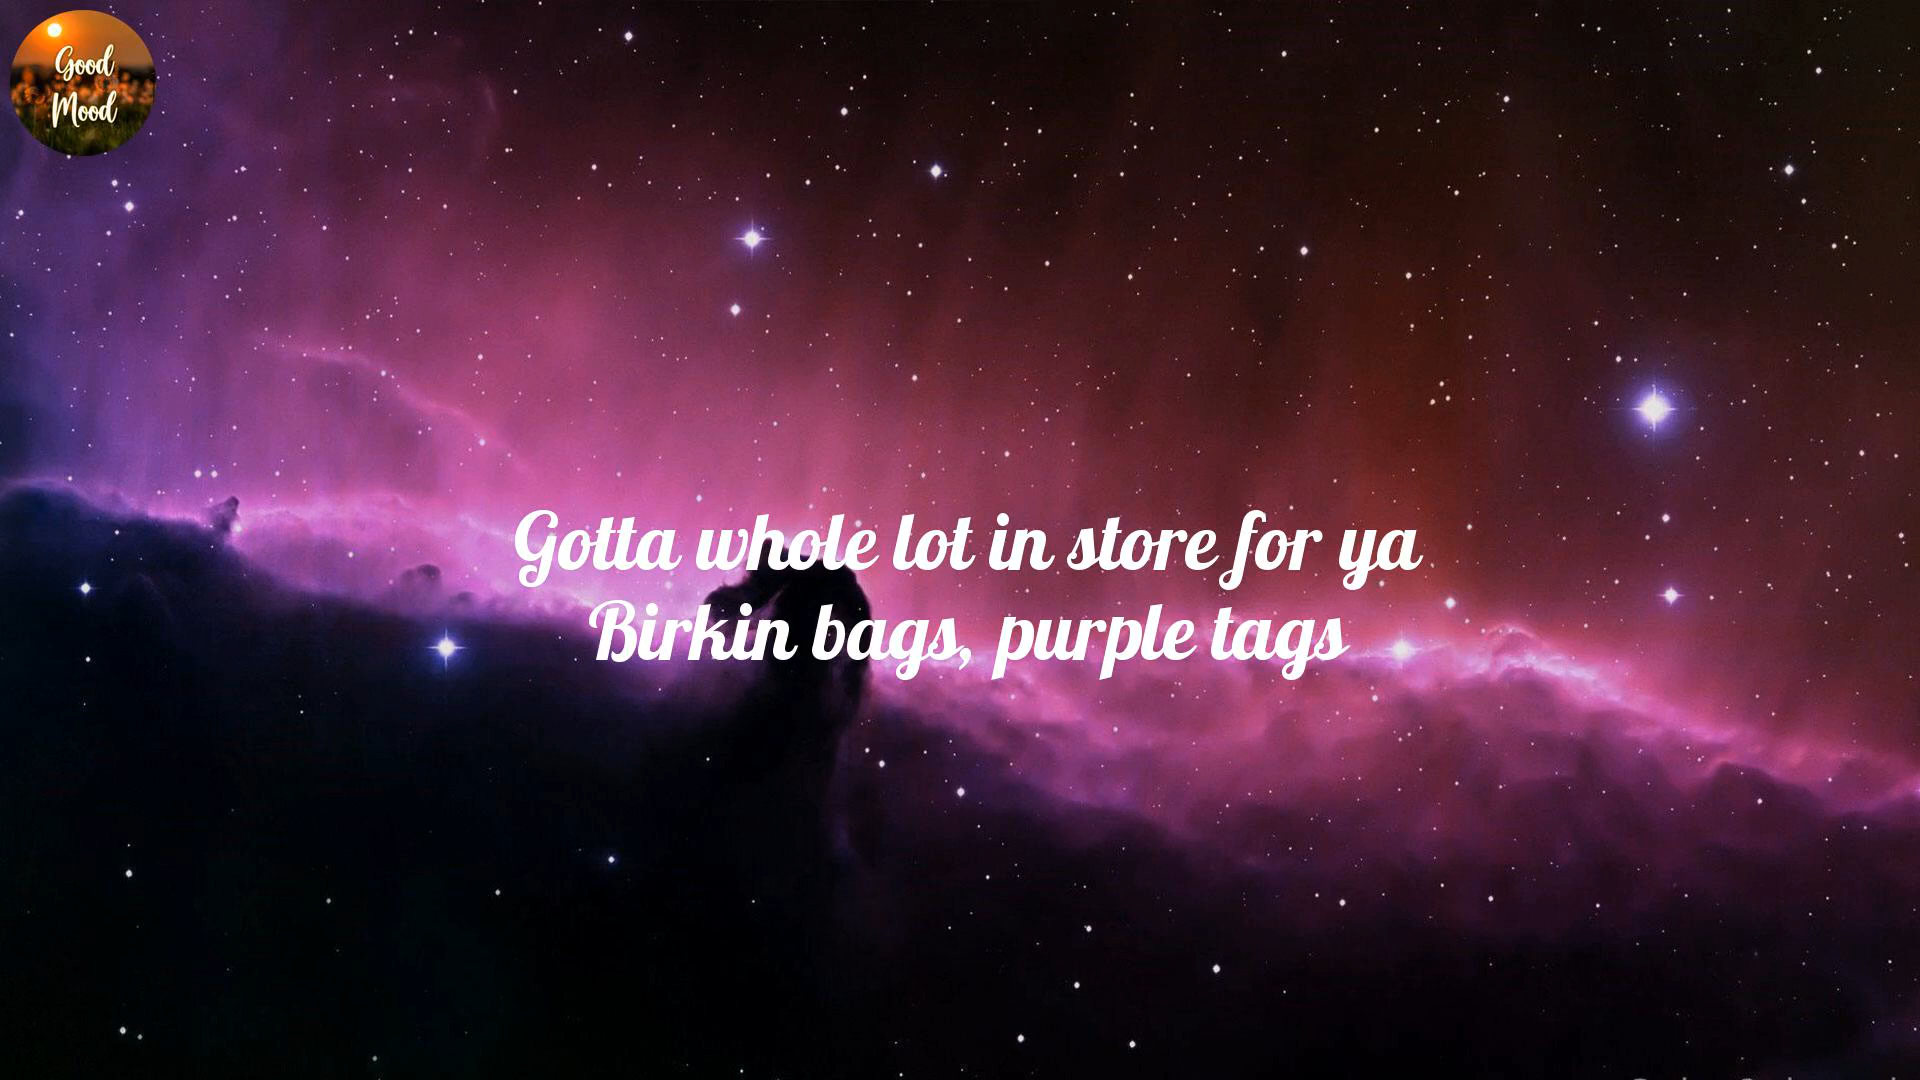 Good
Mood
Gotta whole lot in store for ya
Birkin bags, purple tags